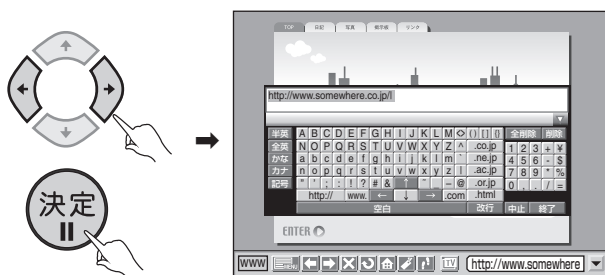 決定
TOP 日記 写真 掲示板 リンク
http://www.somewhere.co.jp/l
半英 A B C D E F G H I J K L M <> () [] {} 全削除 削除
全英 N O P Q R S T U V W X Y Z ^ / .co.jp 1 2 3 + ¥
かな a b c d e f g h i j k l m ` .ne.jp 4 5 6 - $
カナ n o p q r s t u v w x y z | .ac.jp 7 8 9 * %
記号 " ' ; : ! ? # & ↑ ~ _ – @ .or.jp 0 , . / =
http:// www. ← ↓ → .com .html
空白 改行 中止 終了
ENTER
WWW MENU TV http://www.somewhere